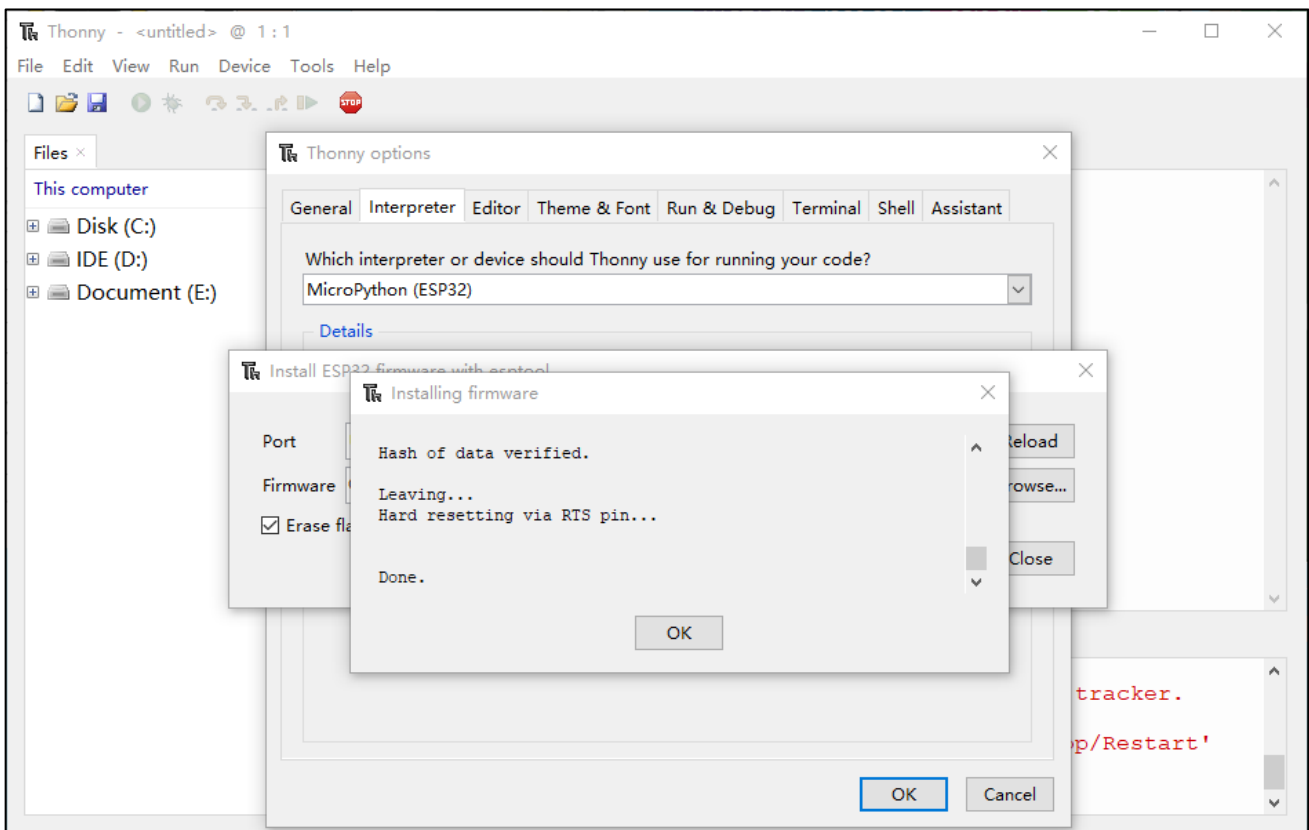 Thonny - <untitled> @ 1:1
File Edit View Run Device Tools Help
STOP
Files
This computer
Disk (C:)
IDE (D:)
Document (E:)
Thonny options
General Interpreter Editor Theme & Font Run & Debug Terminal Shell Assistant
Which interpreter or device should Thonny use for running your code?
MicroPython (ESP32)
Details
Install ESP32 firmware with esptool
Installing firmware
Port
Reload
Firmware
Browse...
Erase
Close
Hash of data verified.
Leaving...
Hard resetting via RTS pin...
Done.
OK
tracker.
op/Restart'
OK Cancel